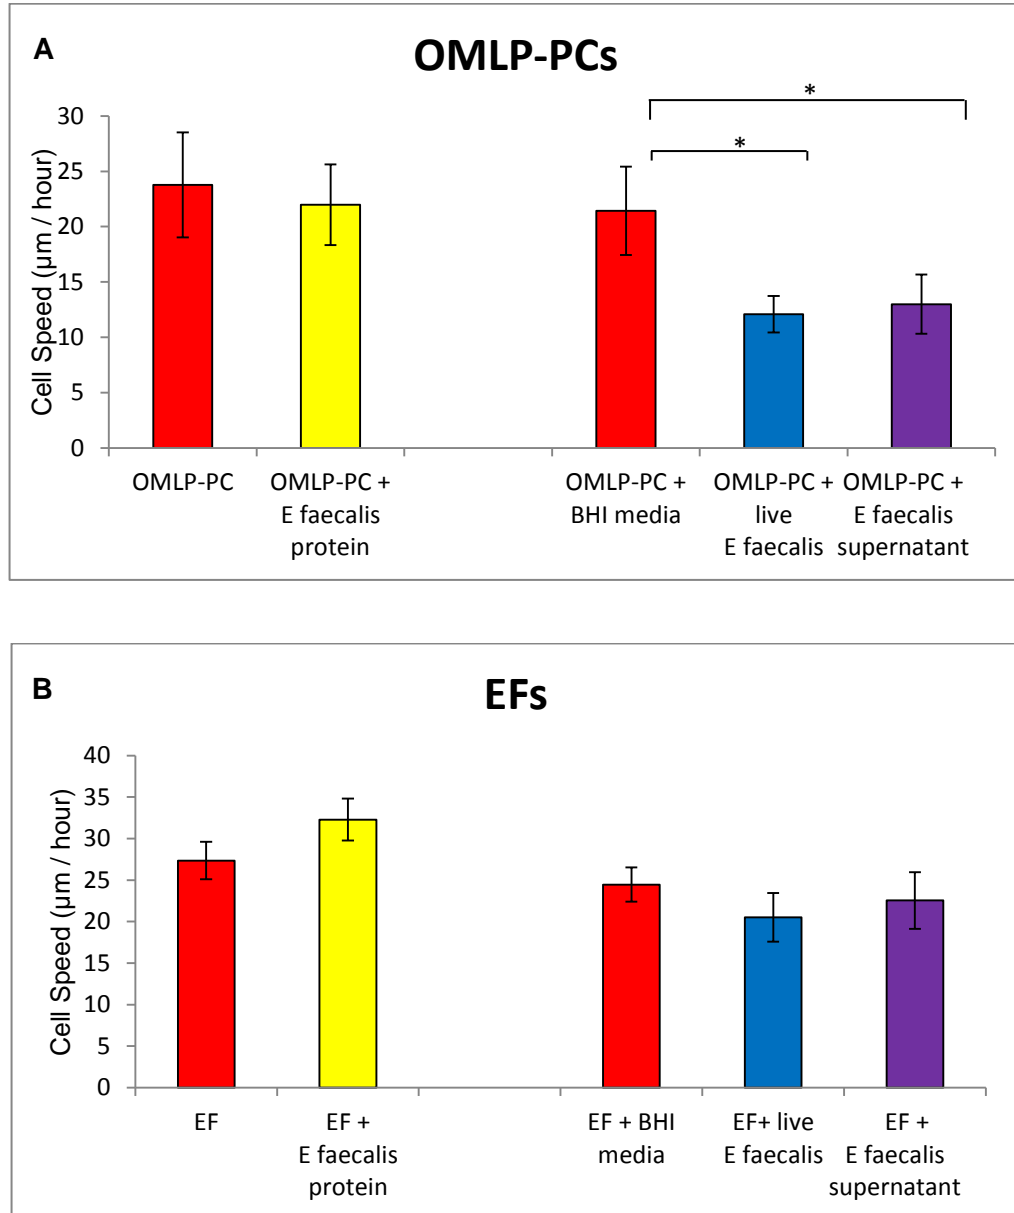 A
OMLP-PCs
*
*
Cell Speed (µm / hour)
30
25
20
15
10
5
0
OMLP-PC
OMLP-PC +
E faecalis
protein
OMLP-PC +
BHI media
OMLP-PC +
live
E faecalis
OMLP-PC +
E faecalis
supernatant
B
EFs
Cell Speed (µm / hour)
40
35
30
25
20
15
10
5
0
EF
EF +
E faecalis
protein
EF + BHI
media
EF+ live
E faecalis
EF +
E faecalis
supernatant